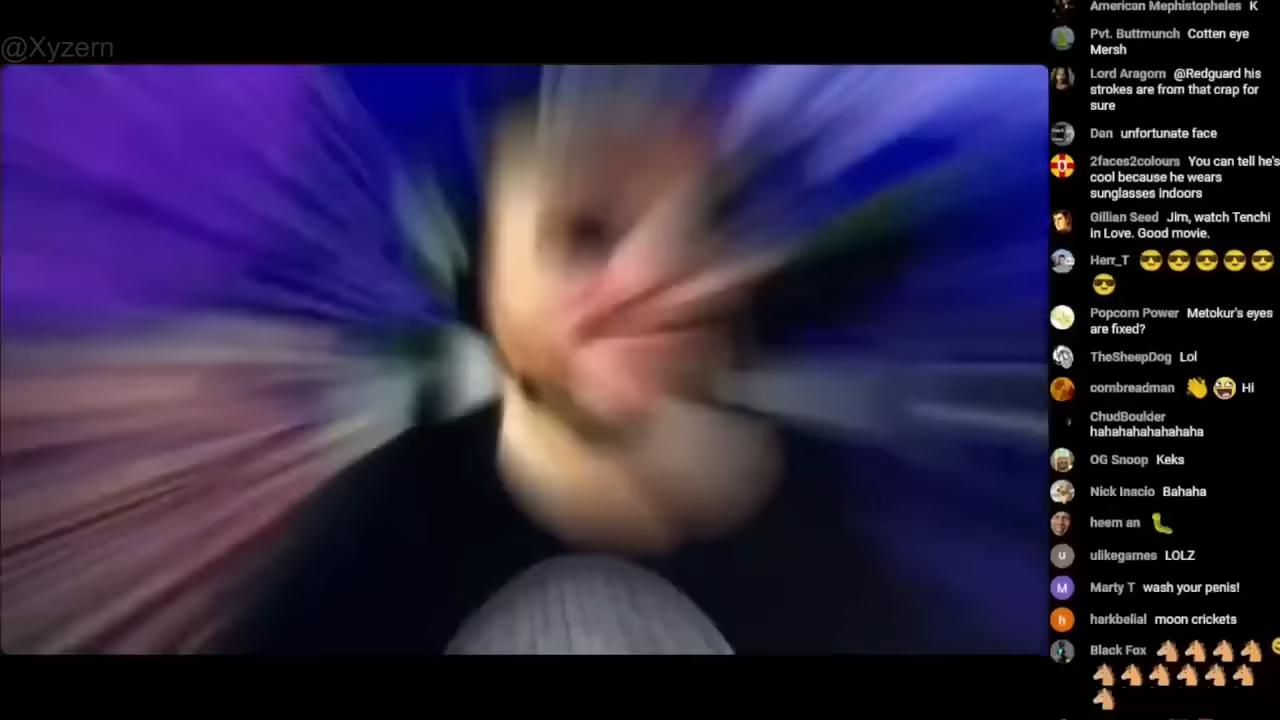 American Mephistopheles K
@Xyzern
Pvt. Buttmunch Cotten eye
Mersh
Lord Aragorn @Redguard his
strokes are from that crap for
sure
Dan unfortunate face
2faces2colours You can tell he's
cool because he wears
sunglasses indoors
Gillian Seed Jim, watch Tenchi
in Love. Good movie.
Herr_T
Popcorn Power Metokur's eyes
are fixed?
TheSheepDog Lol
cornbreadman Hi
ChudBoulder
hahahahahahahaha
OG Snoop Keks
Nick Inacio Bahaha
heem an
u
ulikegames LOLZ
M
Marty T wash your penis!
h
harkbelial moon crickets
Black Fox